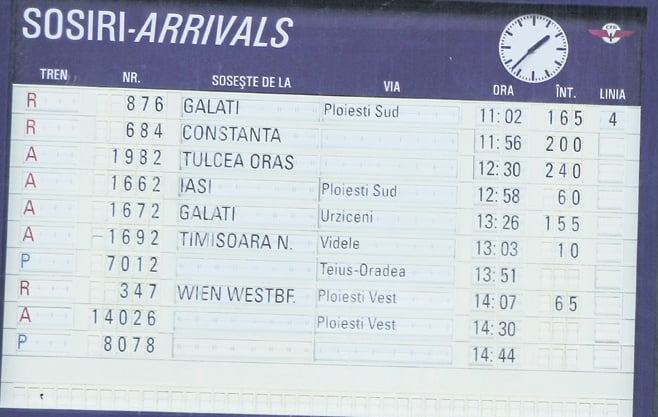 SOSIRI-ARRIVALS
CFR
TREN NR. SOSEȘTE DE LA VIA ORA ÎNT. LINIA
R 876 GALATI Ploiesti Sud 11:02 165 4
R 684 CONSTANTA 11:56 200
A 1982 TULCEA ORAS 12:30 240
A 1662 IASI Ploiesti Sud 12:58 60
A 1672 GALATI Urziceni 13:26 155
A 1692 TIMISOARA N. Videle 13:03 10
P 7012 Teius-Oradea 13:51
R 347 WIEN WESTBF. Ploiesti Vest 14:07 65
A 14026 Ploiesti Vest 14:30
P 8078 14:44